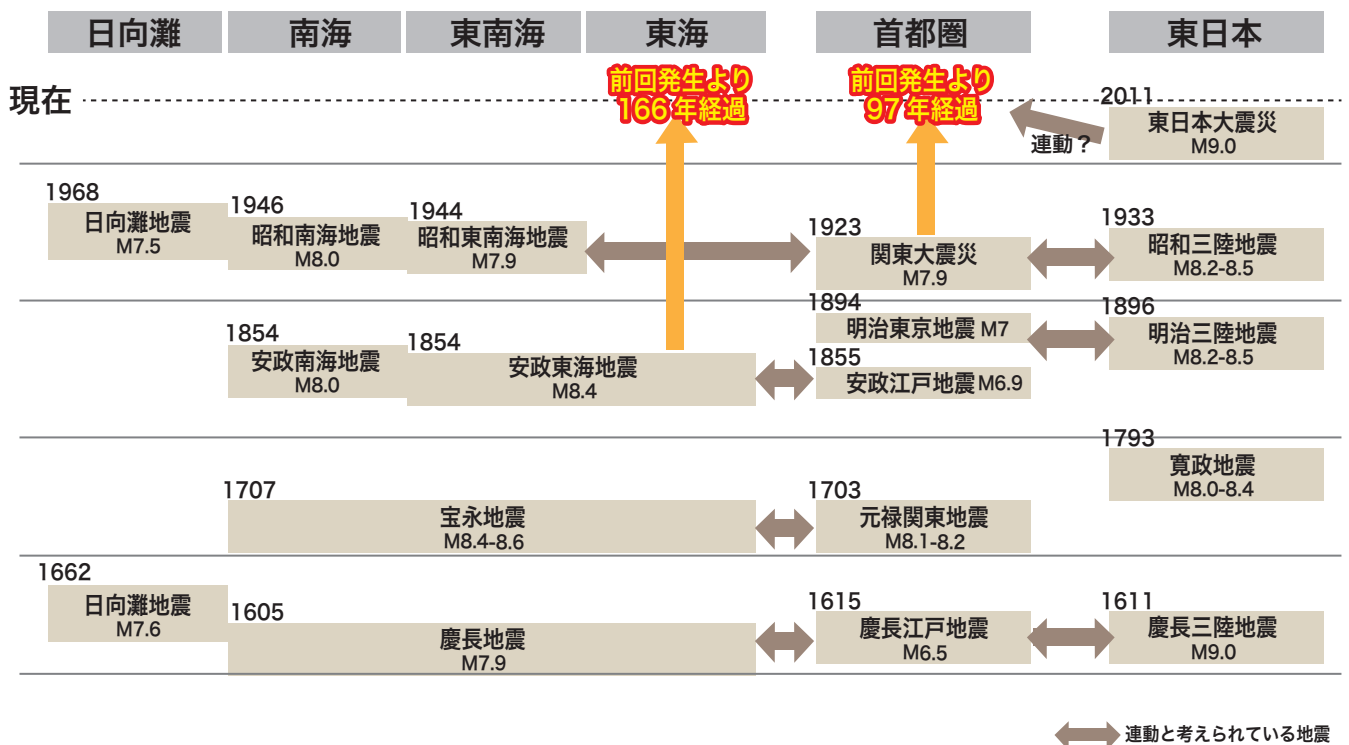 日向灘
南海
東南海
東海
首都圏
東日本
現在
前回発生より
166 年経過
前回発生より
97 年経過
2011
東日本大震災
M9.0
連動？
1968
日向灘地震
M7.5
1946
昭和南海地震
M8.0
1944
昭和東南海地震
M7.9
1923
関東大震災
M7.9
1933
昭和三陸地震
M8.2-8.5
1894
明治東京地震 M7
1896
明治三陸地震
M8.2-8.5
1854
安政南海地震
M8.0
1854
安政東海地震
M8.4
1855
安政江戸地震 M6.9
1793
寛政地震
M8.0-8.4
1707
宝永地震
M8.4-8.6
1703
元禄関東地震
M8.1-8.2
1662
日向灘地震
M7.6
1605
慶長地震
M7.9
1615
慶長江戸地震
M6.5
1611
慶長三陸地震
M9.0
連動と考えられている地震